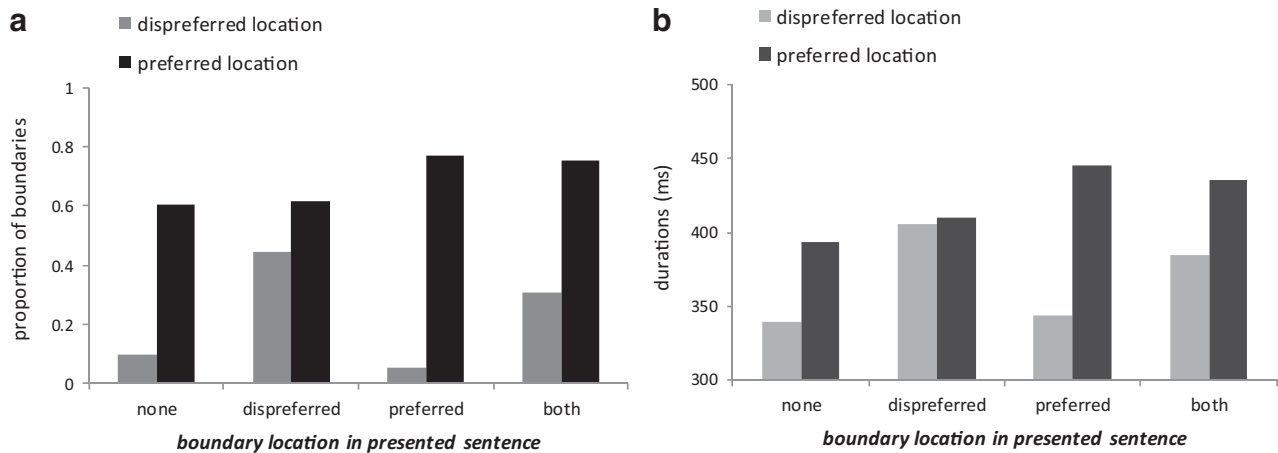 a
dispreferred location
preferred location
proportion of boundaries
1
0.8
0.6
0.4
0.2
0
none dispreferred preferred both
boundary location in presented sentence
b
dispreferred location
preferred location
durations (ms)
500
450
400
350
300
none dispreferred preferred both
boundary location in presented sentence